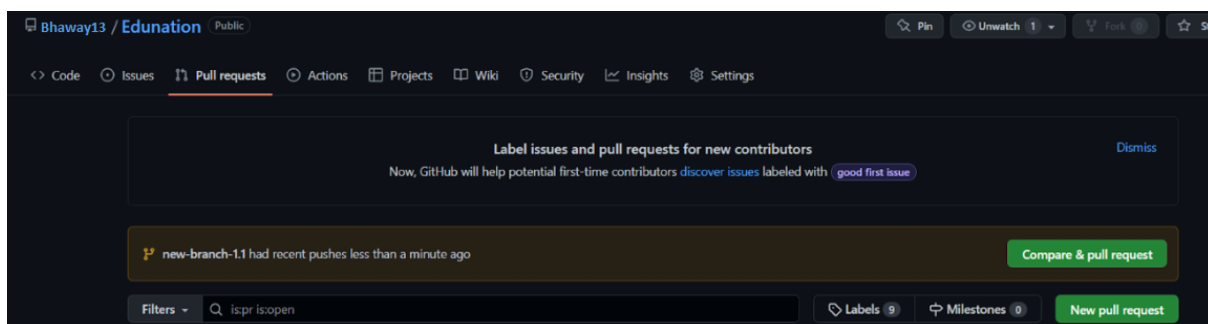 Bhaway13 / Edunation Public Pin Unwatch 1 Fork 0
Code Issues Pull requests Actions Projects Wiki Security Insights Settings
Label issues and pull requests for new contributors Dismiss
Now, GitHub will help potential first-time contributors discover issues labeled with good first issue
new-branch-1.1 had recent pushes less than a minute ago Compare & pull request
Filters is:pr is:open Labels 9 Milestones 0 New pull request